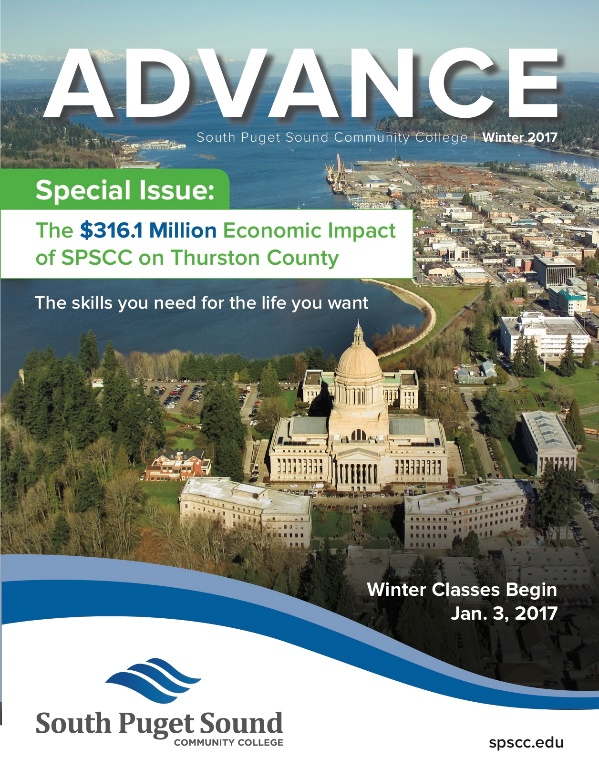 ADVANCE
South Puget Sound Community College | Winter 2017
Special Issue:
The $316.1 Million Economic Impact
of SPSCC on Thurston County
The skills you need for the life you want
Winter Classes Begin
Jan. 3, 2017
South Puget Sound
COMMUNITY COLLEGE
spscc.edu